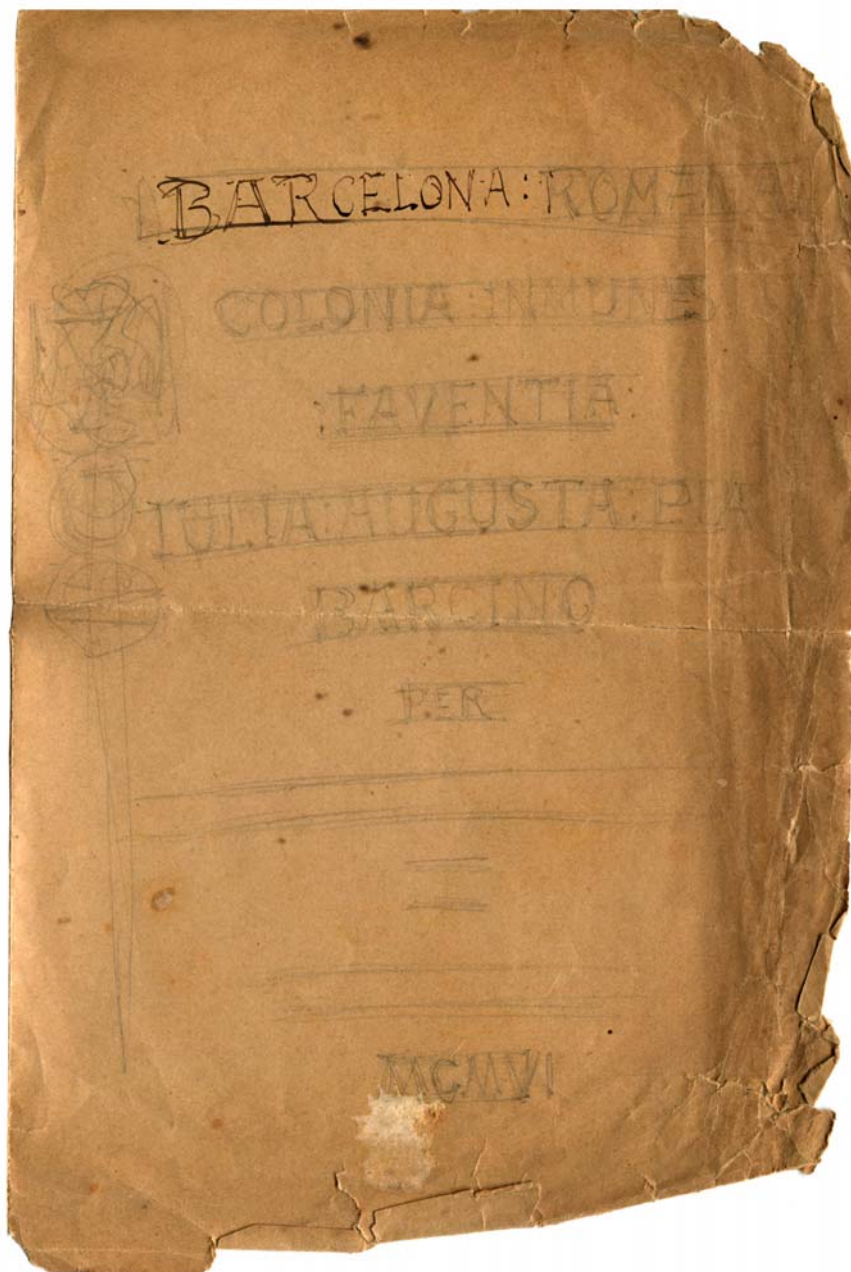 BARCELONA: ROMANA
COLONIA INMUNES
:FAVENTIA:
IULIA:AUGUSTA:PIA
BARCINO
PER
MCMVI